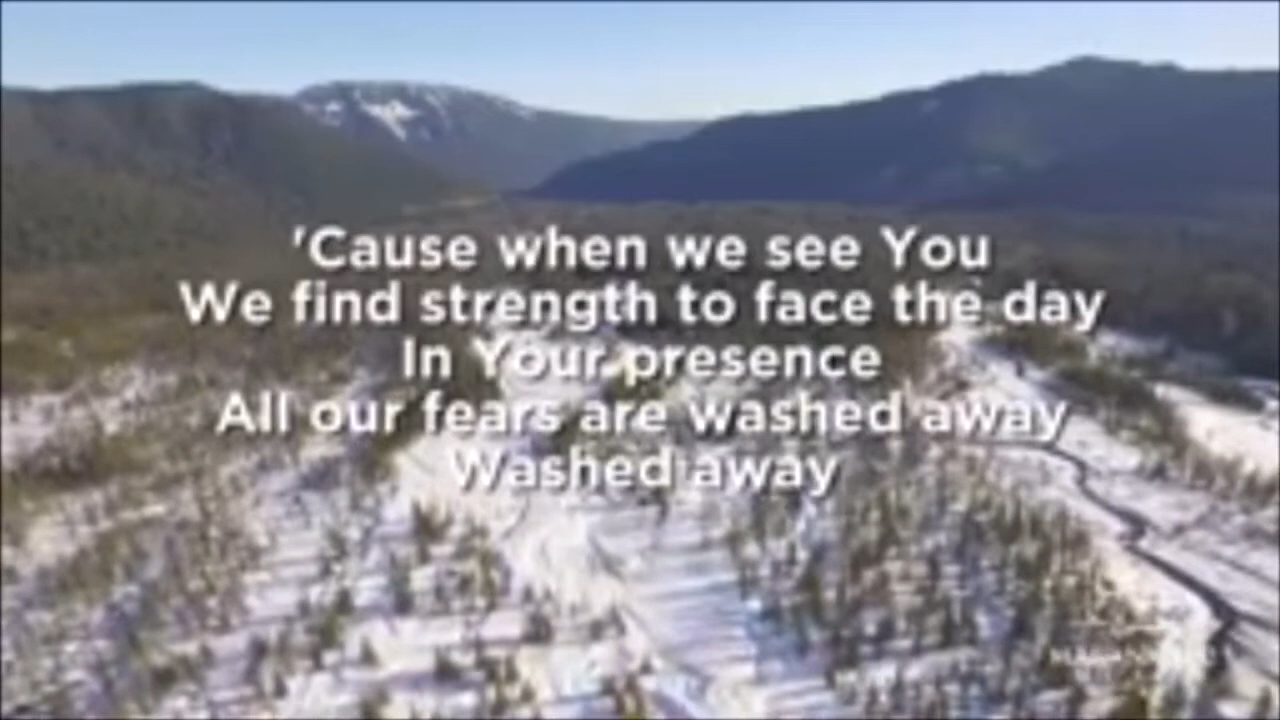 'Cause when we see You
We find strength to face the day
In Your presence
All our fears are washed away
Washed away